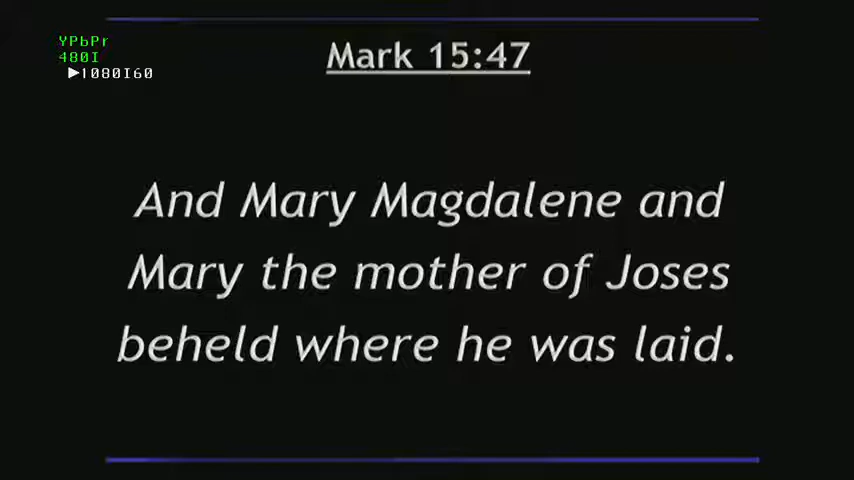 YPbPr
480I
▶1080I60
Mark 15:47
And Mary Magdalene and
Mary the mother of Joses
beheld where he was laid.